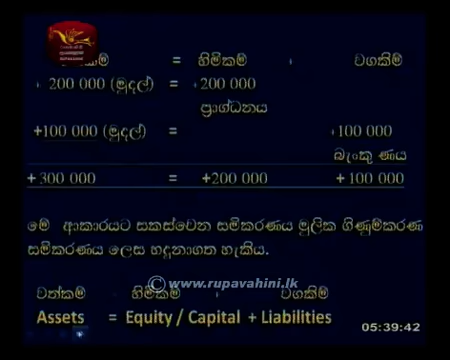 = හිමිකම් + වගකිම්
+ 200 000 (මුදල්) = +200 000
ප්‍රාග්ධනය
+100 000 (මුදල්) = +100 000
බැංකු ණය
+ 300 000 = +200 000 + 100 000
මෙ ආකාරයට සකස්වෙන සමිකරණය මුලික ගිණුම්කරණ
සමිකරණය ලෙස හදුනාගත හැකිය.
© www.rupavahini.lk
වත්කම් හිමිකම් + වගකිම්
Assets = Equity / Capital + Liabilities
05:39:42